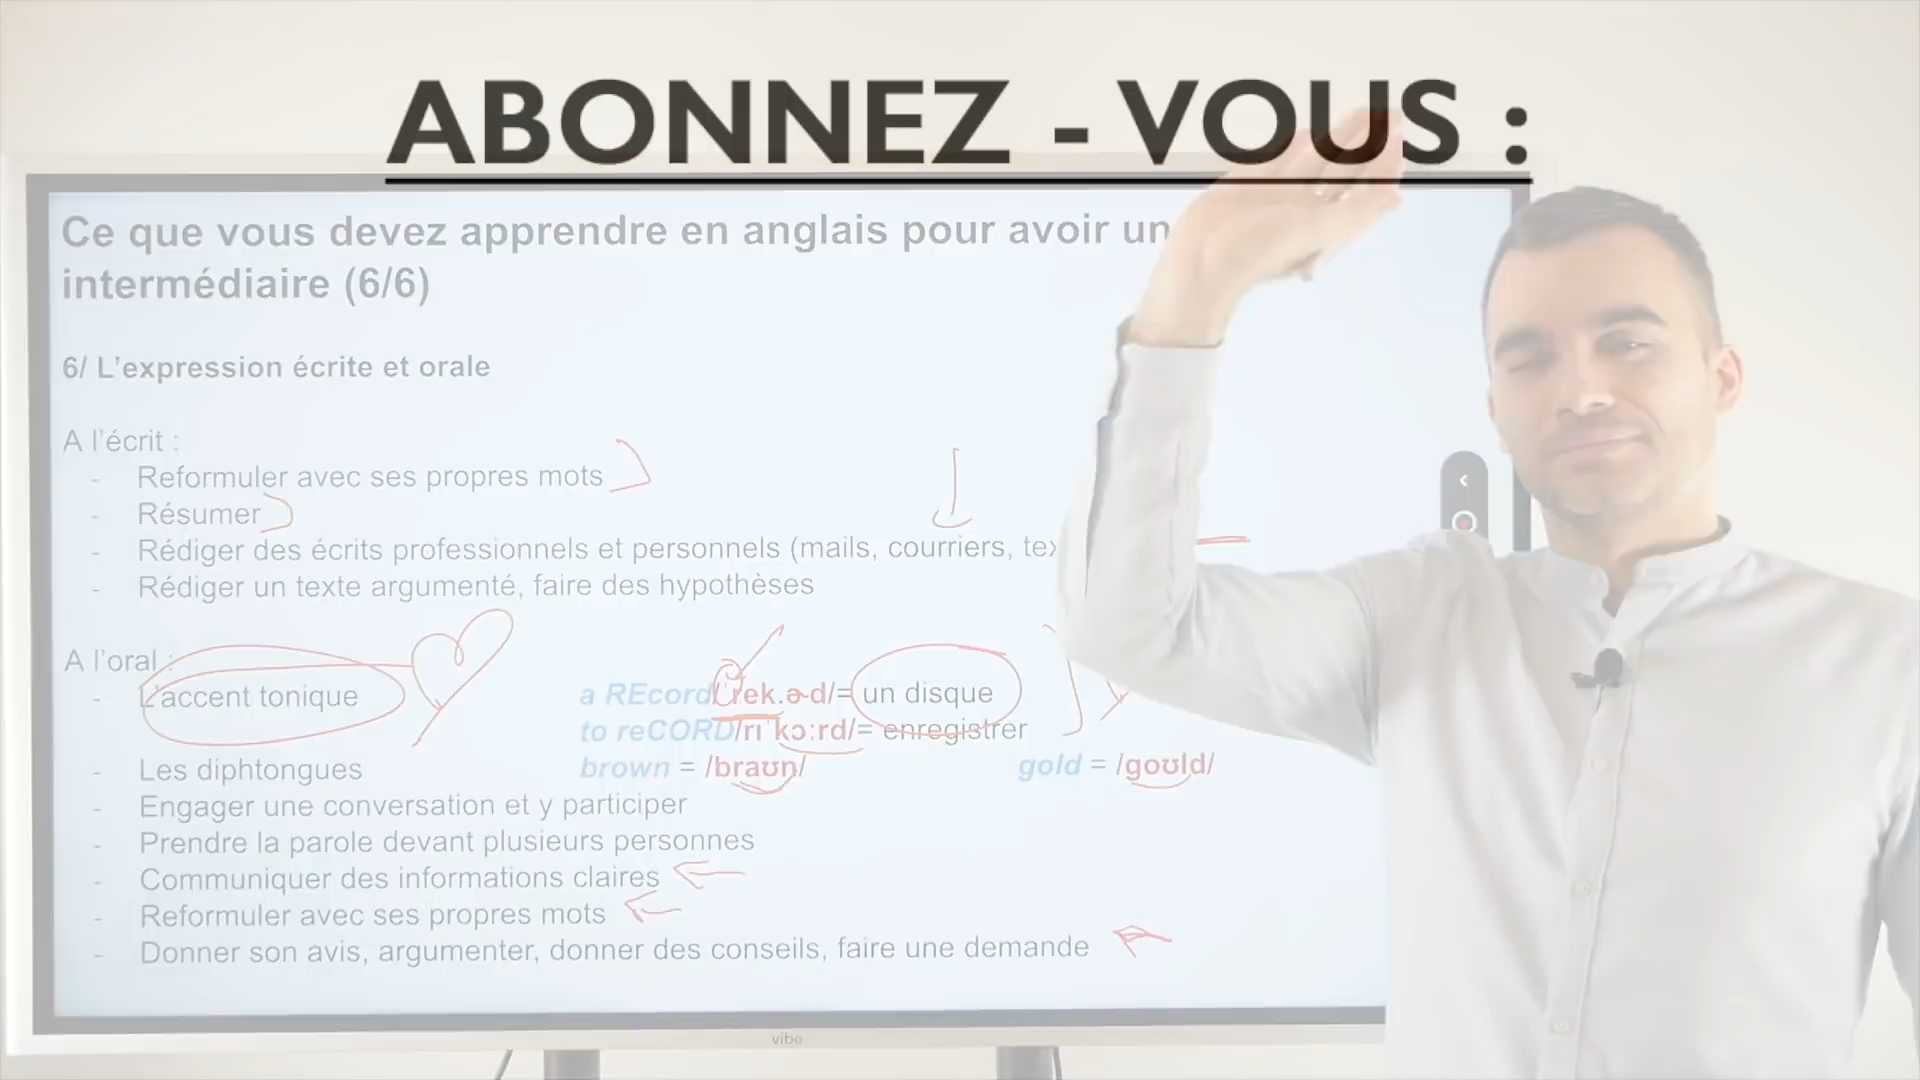 ABONNEZ - VOUS :
Ce que vous devez apprendre en anglais pour avoir un
intermédiaire (6/6)
6/ L'expression écrite et orale
A l'écrit :
- Reformuler avec ses propres mots
- Résumer
- Rédiger des écrits professionnels et personnels (mails, courriers,
- Rédiger un texte argumenté, faire des hypothèses
A l'oral :
- L'accent tonique
a REcord/ˈrek.ɚd/= un disque
to reCORD/rɪˈkɔːrd/= enregistrer
- Les diphtongues
brown = /braʊn/ gold = /goʊld/
- Engager une conversation et y participer
- Prendre la parole devant plusieurs personnes
- Communiquer des informations claires
- Reformuler avec ses propres mots
- Donner son avis, argumenter, donner des conseils, faire une demande
vibe